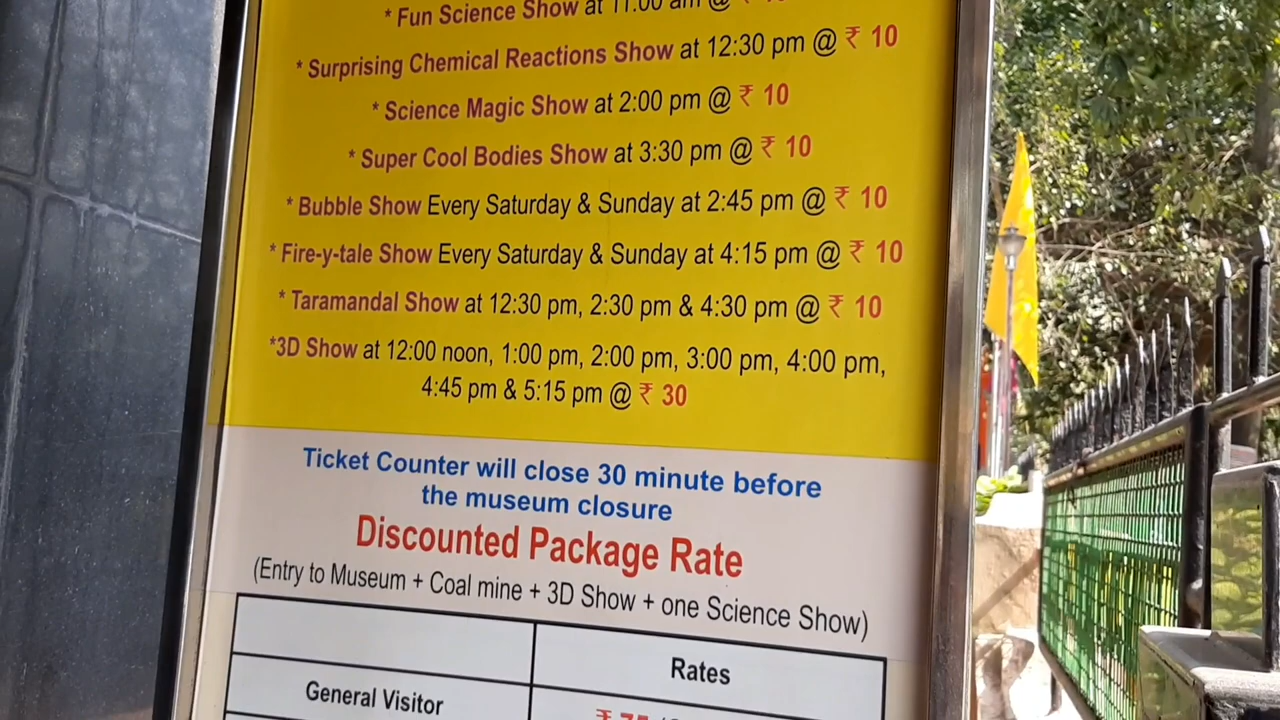 * Fun Science Show at 11:00 am @ ₹ 10
* Surprising Chemical Reactions Show at 12:30 pm @ ₹ 10
* Science Magic Show at 2:00 pm @ ₹ 10
* Super Cool Bodies Show at 3:30 pm @ ₹ 10
* Bubble Show Every Saturday & Sunday at 2:45 pm @ ₹ 10
* Fire-y-tale Show Every Saturday & Sunday at 4:15 pm @ ₹ 10
* Taramandal Show at 12:30 pm, 2:30 pm & 4:30 pm @ ₹ 10
*3D Show at 12:00 noon, 1:00 pm, 2:00 pm, 3:00 pm, 4:00 pm,
4:45 pm & 5:15 pm @ ₹ 30
Ticket Counter will close 30 minute before
the museum closure
Discounted Package Rate
(Entry to Museum + Coal mine + 3D Show + one Science Show)
Rates
General Visitor